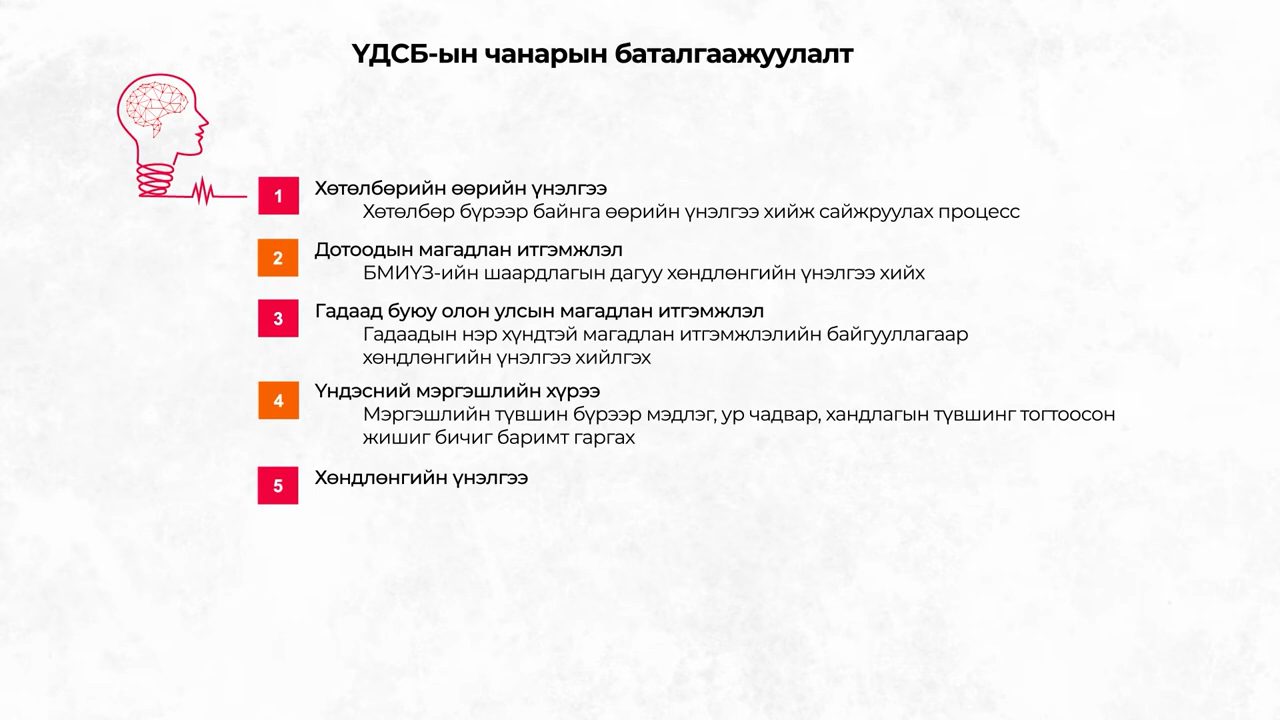 ҮДСБ-ын чанарын баталгаажуулалт
1 Хөтөлбөрийн өөрийн үнэлгээ
Хөтөлбөр бүрээр байнга өөрийн үнэлгээ хийж сайжруулах процесс
2 Дотоодын магадлан итгэмжлэл
БМИҮЗ-ийн шаардлагын дагуу хөндлөнгийн үнэлгээ хийх
3 Гадаад буюу олон улсын магадлан итгэмжлэл
Гадаадын нэр хүндтэй магадлан итгэмжлэлийн байгууллагаар
хөндлөнгийн үнэлгээ хийлгэх
4 Үндэсний мэргэшлийн хүрээ
Мэргэшлийн түвшин бүрээр мэдлэг, ур чадвар, хандлагын түвшинг тогтоосон
жишиг бичиг баримт гаргах
5 Хөндлөнгийн үнэлгээ